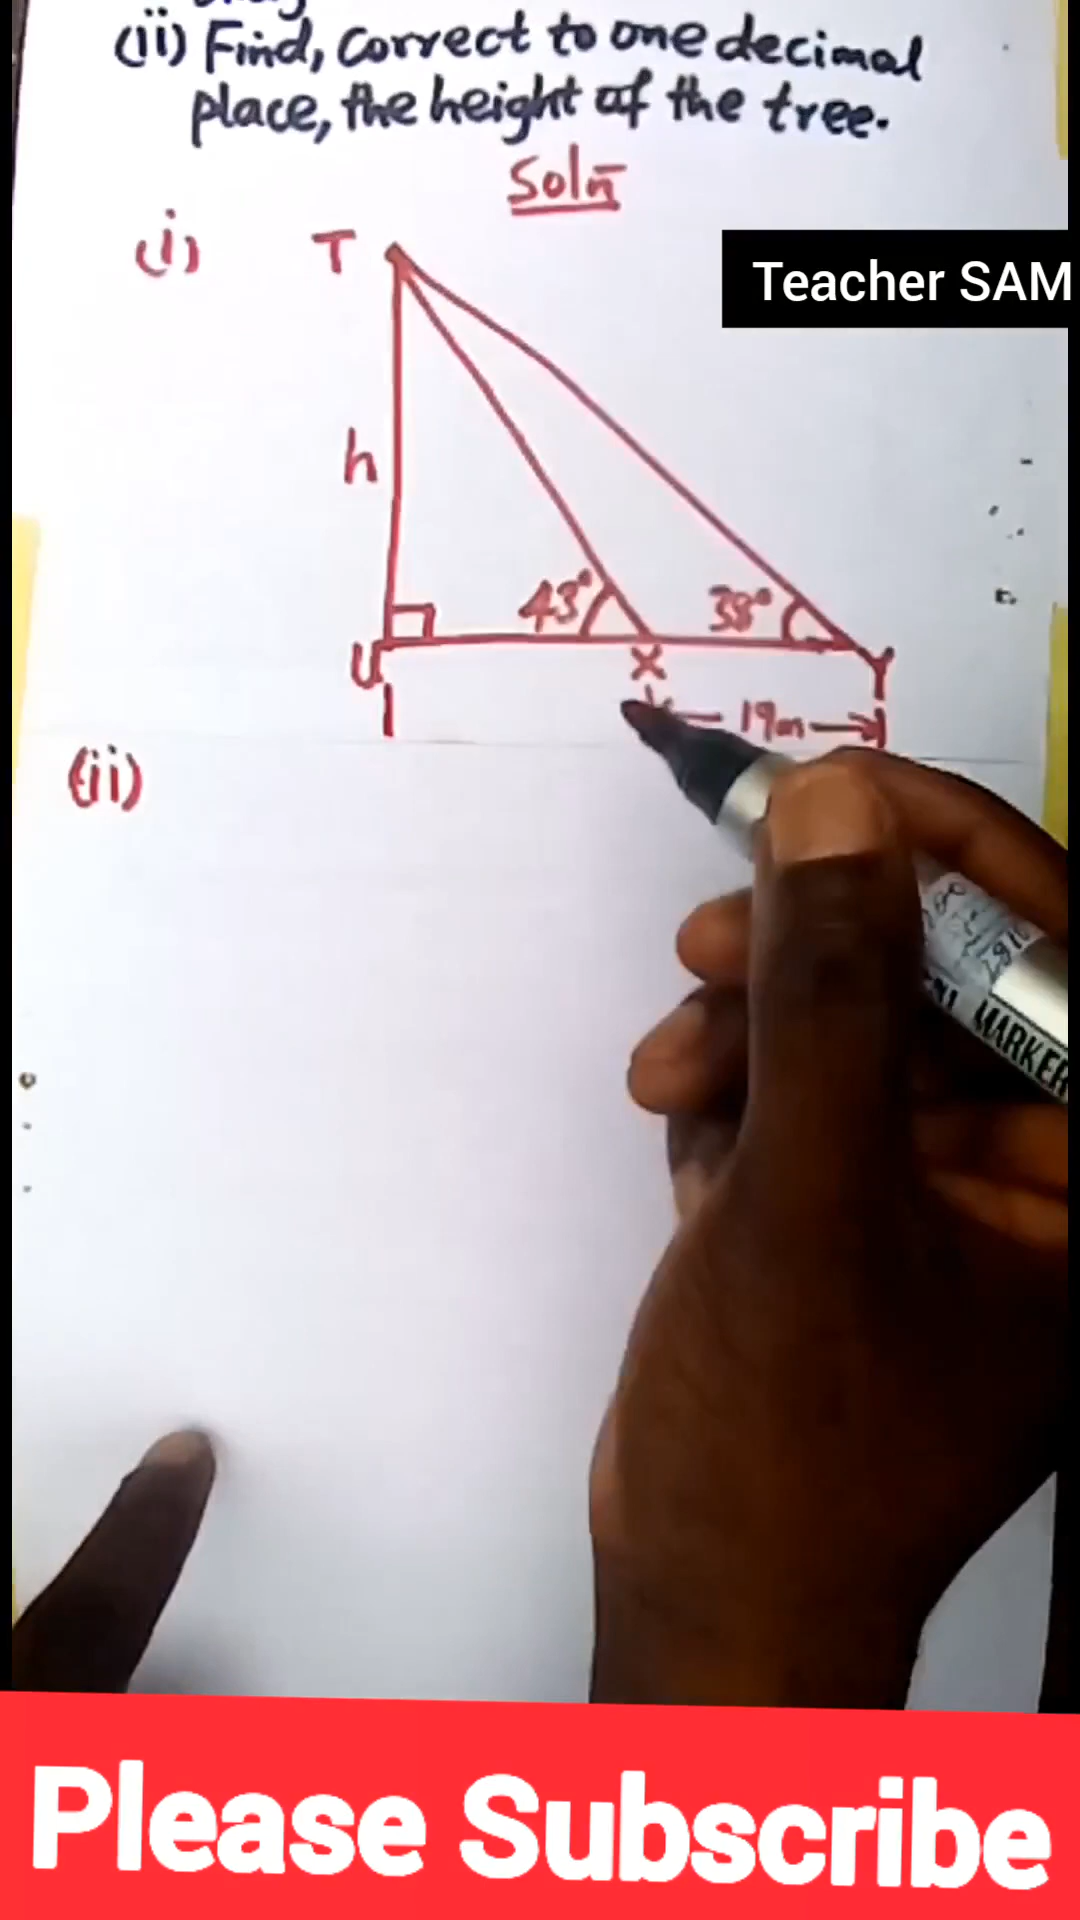 (ii) Find, correct to one decimal
place, the height of the tree.
Soln
(i) T
Teacher SAM
h
43° 38°
U X Y
19m
(ii)
MARKER
Please Subscribe